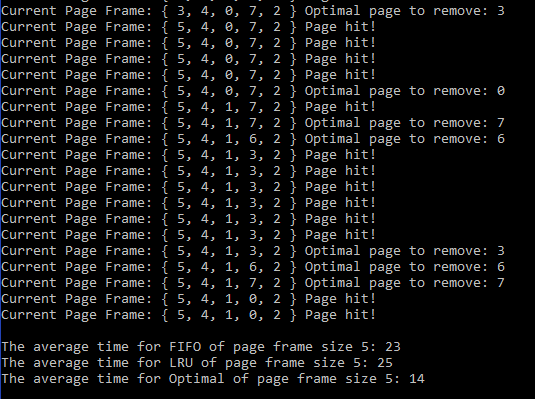 Current Page Frame: { 3, 4, 0, 7, 2 } Optimal page to remove: 3
Current Page Frame: { 5, 4, 0, 7, 2 } Page hit!
Current Page Frame: { 5, 4, 0, 7, 2 } Page hit!
Current Page Frame: { 5, 4, 0, 7, 2 } Page hit!
Current Page Frame: { 5, 4, 0, 7, 2 } Page hit!
Current Page Frame: { 5, 4, 0, 7, 2 } Optimal page to remove: 0
Current Page Frame: { 5, 4, 1, 7, 2 } Page hit!
Current Page Frame: { 5, 4, 1, 7, 2 } Optimal page to remove: 7
Current Page Frame: { 5, 4, 1, 6, 2 } Optimal page to remove: 6
Current Page Frame: { 5, 4, 1, 3, 2 } Page hit!
Current Page Frame: { 5, 4, 1, 3, 2 } Page hit!
Current Page Frame: { 5, 4, 1, 3, 2 } Page hit!
Current Page Frame: { 5, 4, 1, 3, 2 } Page hit!
Current Page Frame: { 5, 4, 1, 3, 2 } Page hit!
Current Page Frame: { 5, 4, 1, 3, 2 } Page hit!
Current Page Frame: { 5, 4, 1, 3, 2 } Optimal page to remove: 3
Current Page Frame: { 5, 4, 1, 6, 2 } Optimal page to remove: 6
Current Page Frame: { 5, 4, 1, 7, 2 } Optimal page to remove: 7
Current Page Frame: { 5, 4, 1, 0, 2 } Page hit!
Current Page Frame: { 5, 4, 1, 0, 2 } Page hit!
The average time for FIFO of page frame size 5: 23
The average time for LRU of page frame size 5: 25
The average time for Optimal of page frame size 5: 14